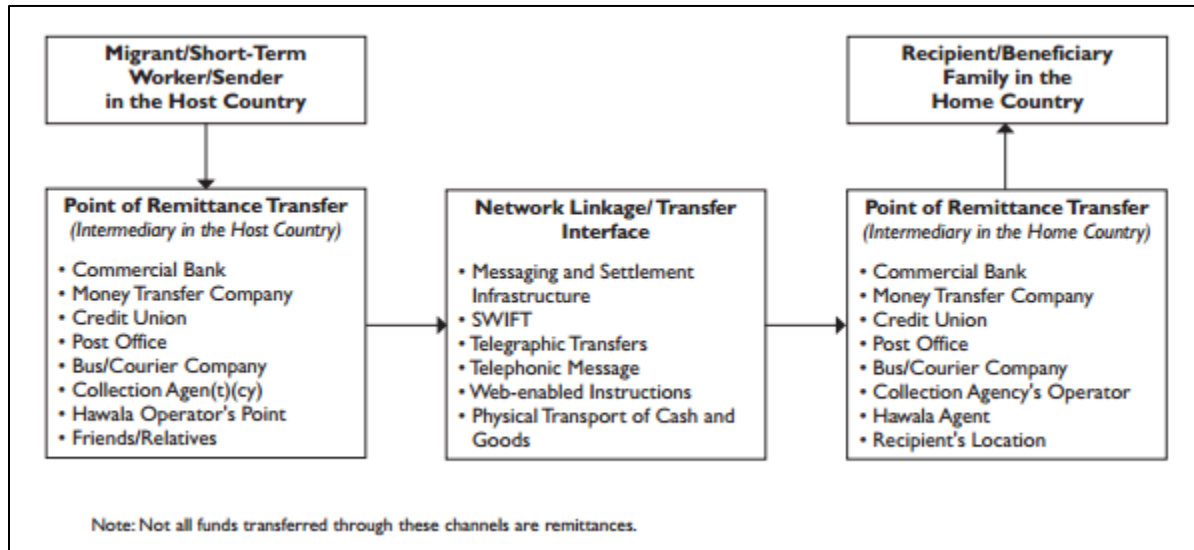 Migrant/Short-Term
Worker/Sender
in the Host Country
Recipient/Beneficiary
Family in the
Home Country
Point of Remittance Transfer
(Intermediary in the Host Country)
• Commercial Bank
• Money Transfer Company
• Credit Union
• Post Office
• Bus/Courier Company
• Collection Agen(t)(cy)
• Hawala Operator's Point
• Friends/Relatives
Network Linkage/ Transfer
Interface
• Messaging and Settlement
Infrastructure
• SWIFT
• Telegraphic Transfers
• Telephonic Message
• Web-enabled Instructions
• Physical Transport of Cash and
Goods
Point of Remittance Transfer
(Intermediary in the Home Country)
• Commercial Bank
• Money Transfer Company
• Credit Union
• Post Office
• Bus/Courier Company
• Collection Agency's Operator
• Hawala Agent
• Recipient's Location
Note: Not all funds transferred through these channels are remittances.